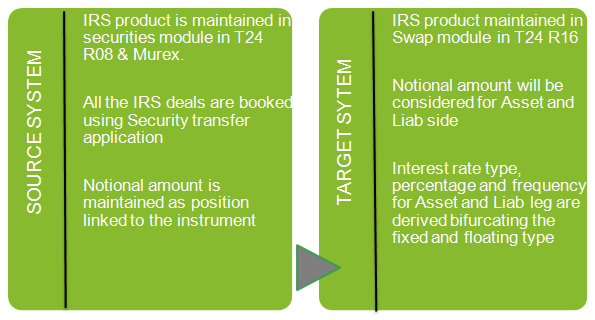 SOURCE SYSTEM
IRS product is maintained in
securities module in T24
R08 & Murex.
All the IRS deals are booked
using Security transfer
application
Notional amount is
maintained as position
linked to the instrument
TARGET SYTEM
IRS product maintained in
Swap module in T24 R16
Notional amount will be
considered for Asset and
Liab side
Interest rate type,
percentage and frequency
for Asset and Liab leg are
derived bifurcating the
fixed and floating type